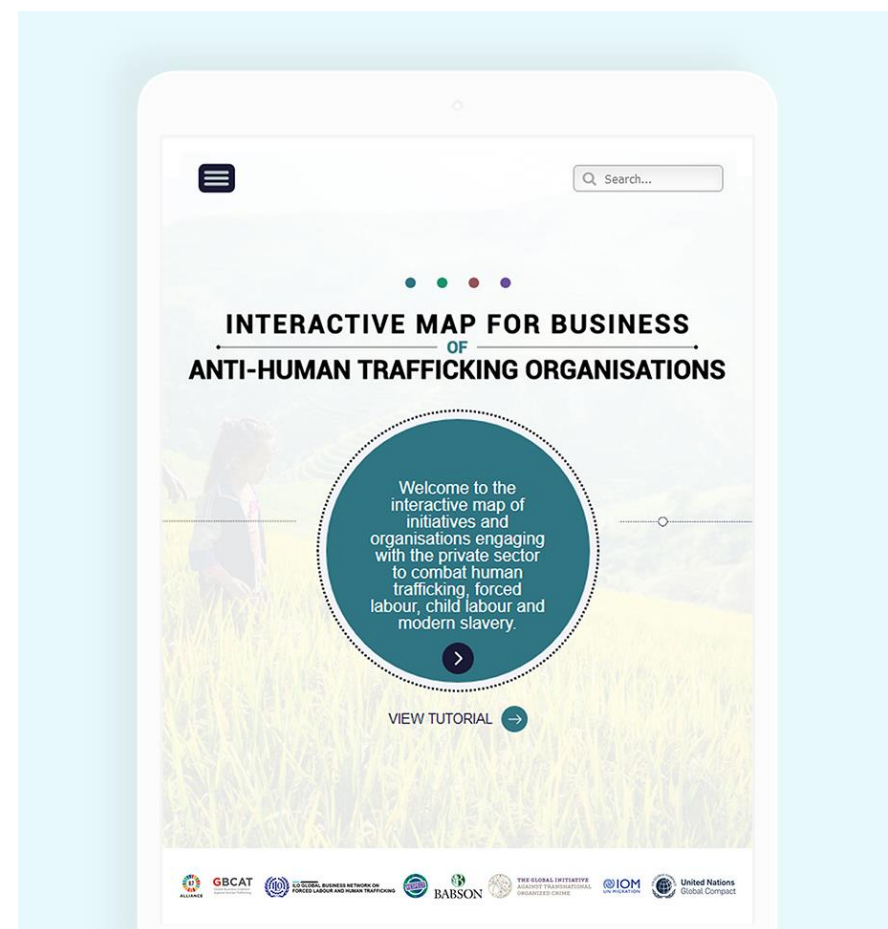 Search...
INTERACTIVE MAP FOR BUSINESS
OF
ANTI-HUMAN TRAFFICKING ORGANISATIONS
Welcome to the
interactive map of
initiatives and
organisations engaging
with the private sector
to combat human
trafficking, forced
labour, child labour and
modern slavery.
VIEW TUTORIAL
8.7
ALLIANCE
GBCAT
ILO GLOBAL BUSINESS NETWORK ON
FORCED LABOUR AND HUMAN TRAFFICKING
BABSON
THE GLOBAL INITIATIVE
AGAINST TRANSNATIONAL
ORGANIZED CRIME
IOM
UN MIGRATION
United Nations
Global Compact